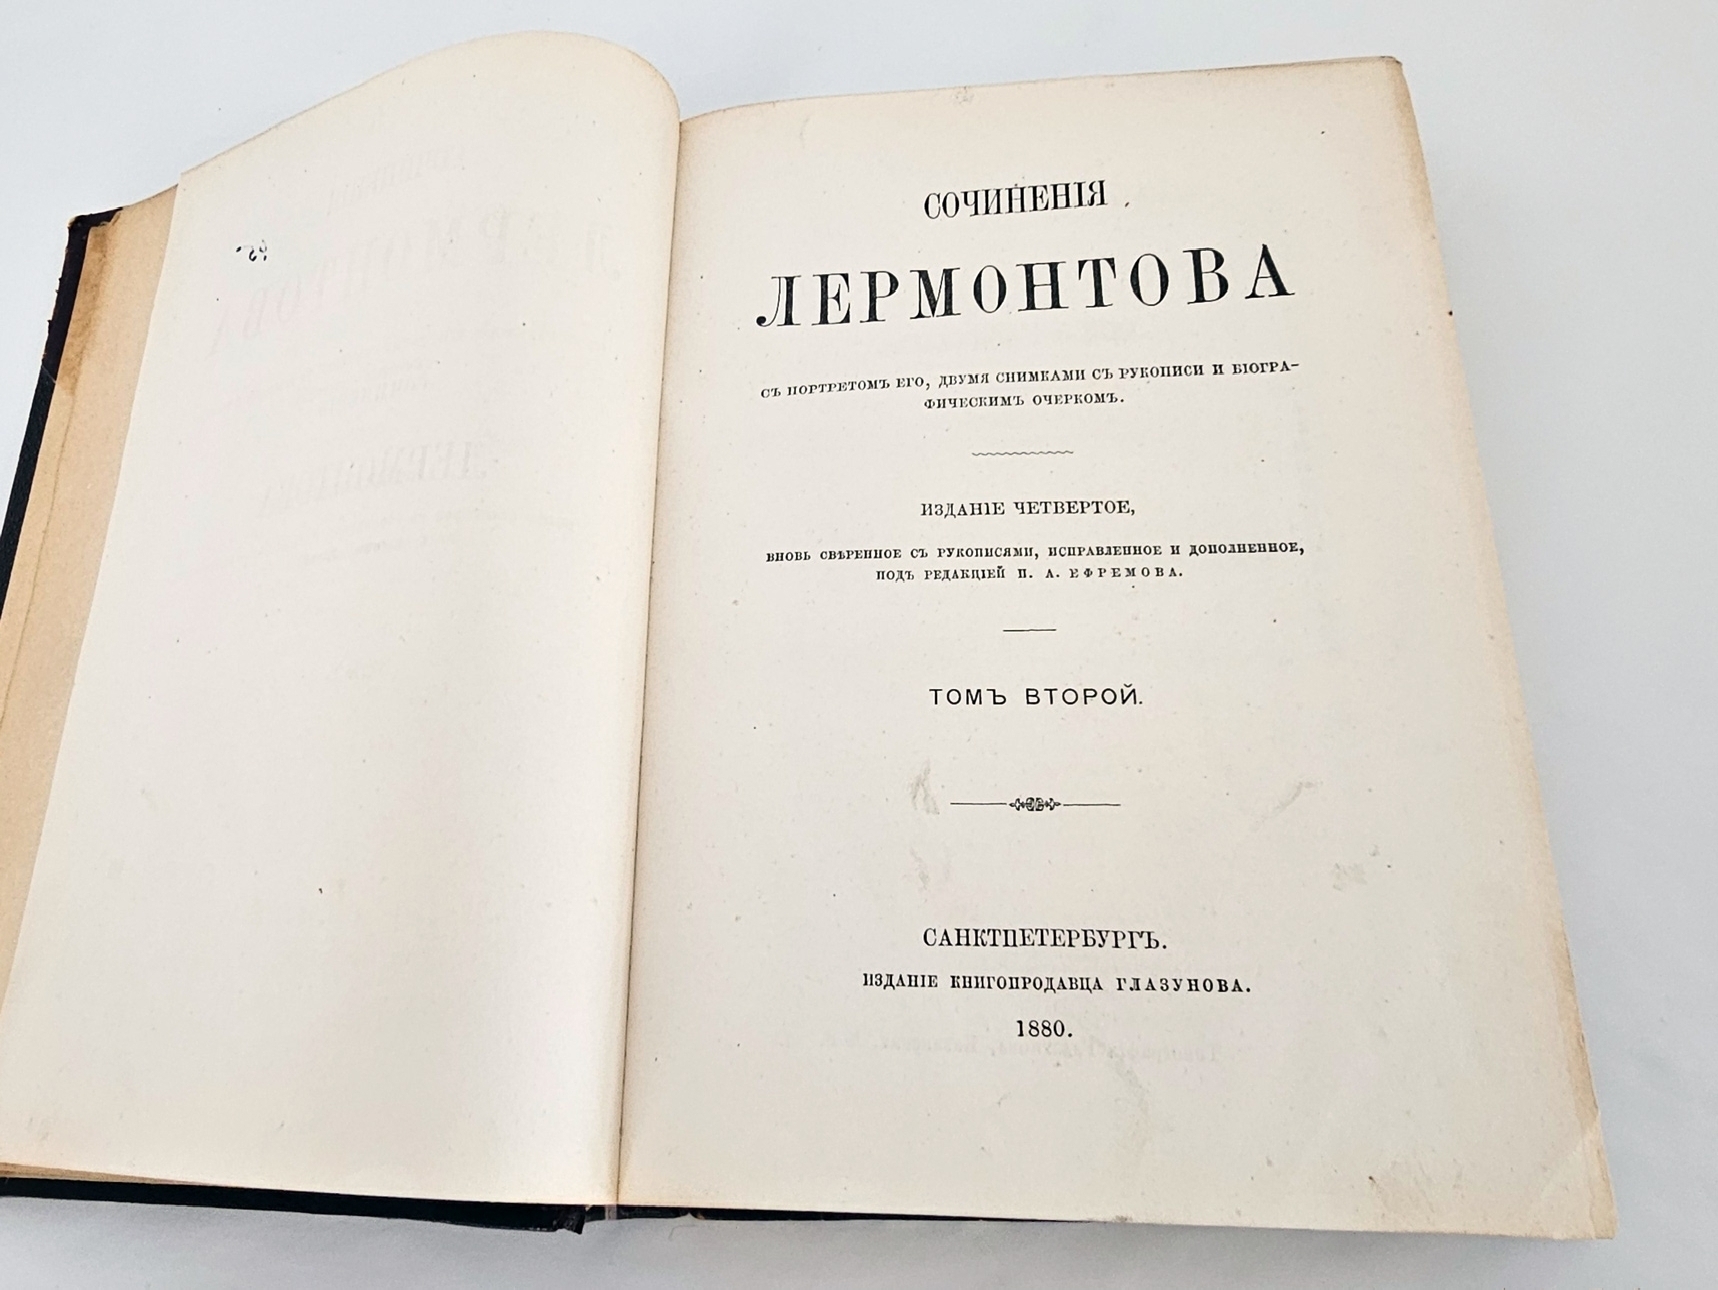 СОЧИНЕНІЯ
ЛЕРМОНТОВА
СЪ ПОРТРЕТОМЪ ЕГО, ДВУМЯ СНИМКАМИ СЪ РУКОПИСИ И БІОГРА-
ФИЧЕСКИМЪ ОЧЕРКОМЪ.
ИЗДАНІЕ ЧЕТВЕРТОЕ,
ВНОВЬ СВѢРЕННОЕ СЪ РУКОПИСЯМИ, ИСПРАВЛЕННОЕ И ДОПОЛНЕННОЕ,
ПОДЪ РЕДАКЦІЕЙ П. А. ЕФРЕМОВА.
ТОМЪ ВТОРОЙ.
САНКТПЕТЕРБУРГЪ.
ИЗДАНІЕ КНИГОПРОДАВЦА ГЛАЗУНОВА.
1880.